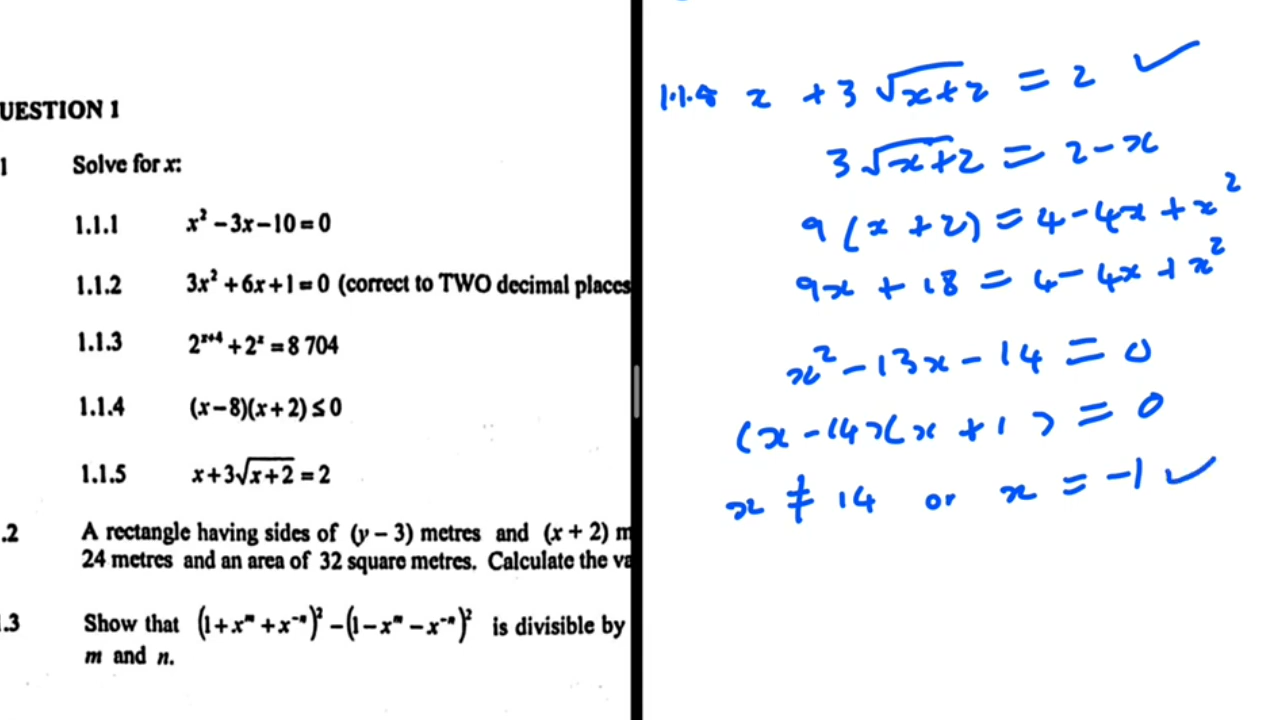 UESTION 1
1 Solve for x:
1.1.1 x² – 3x – 10 = 0
1.1.2 3x² + 6x + 1 = 0 (correct to TWO decimal places
1.1.3 2ˣ⁺⁴ + 2ˣ = 8 704
1.1.4 (x – 8)(x + 2) ≤ 0
1.1.5 x + 3√(x + 2) = 2
.2 A rectangle having sides of (y – 3) metres and (x + 2) m
24 metres and an area of 32 square metres. Calculate the va
.3 Show that (1 + xᵐ + x⁻ⁿ)² – (1 – xᵐ – x⁻ⁿ)² is divisible by
m and n.
x + 3√(x+2) = 2 ✓
3√(x+2) = 2 – x
9(x + 2) = 4 – 4x + x²
9x + 18 = 4 – 4x + x²
x² – 13x – 14 = 0
(x – 14)(x + 1) = 0
x ≠ 14 or x = –1 ✓